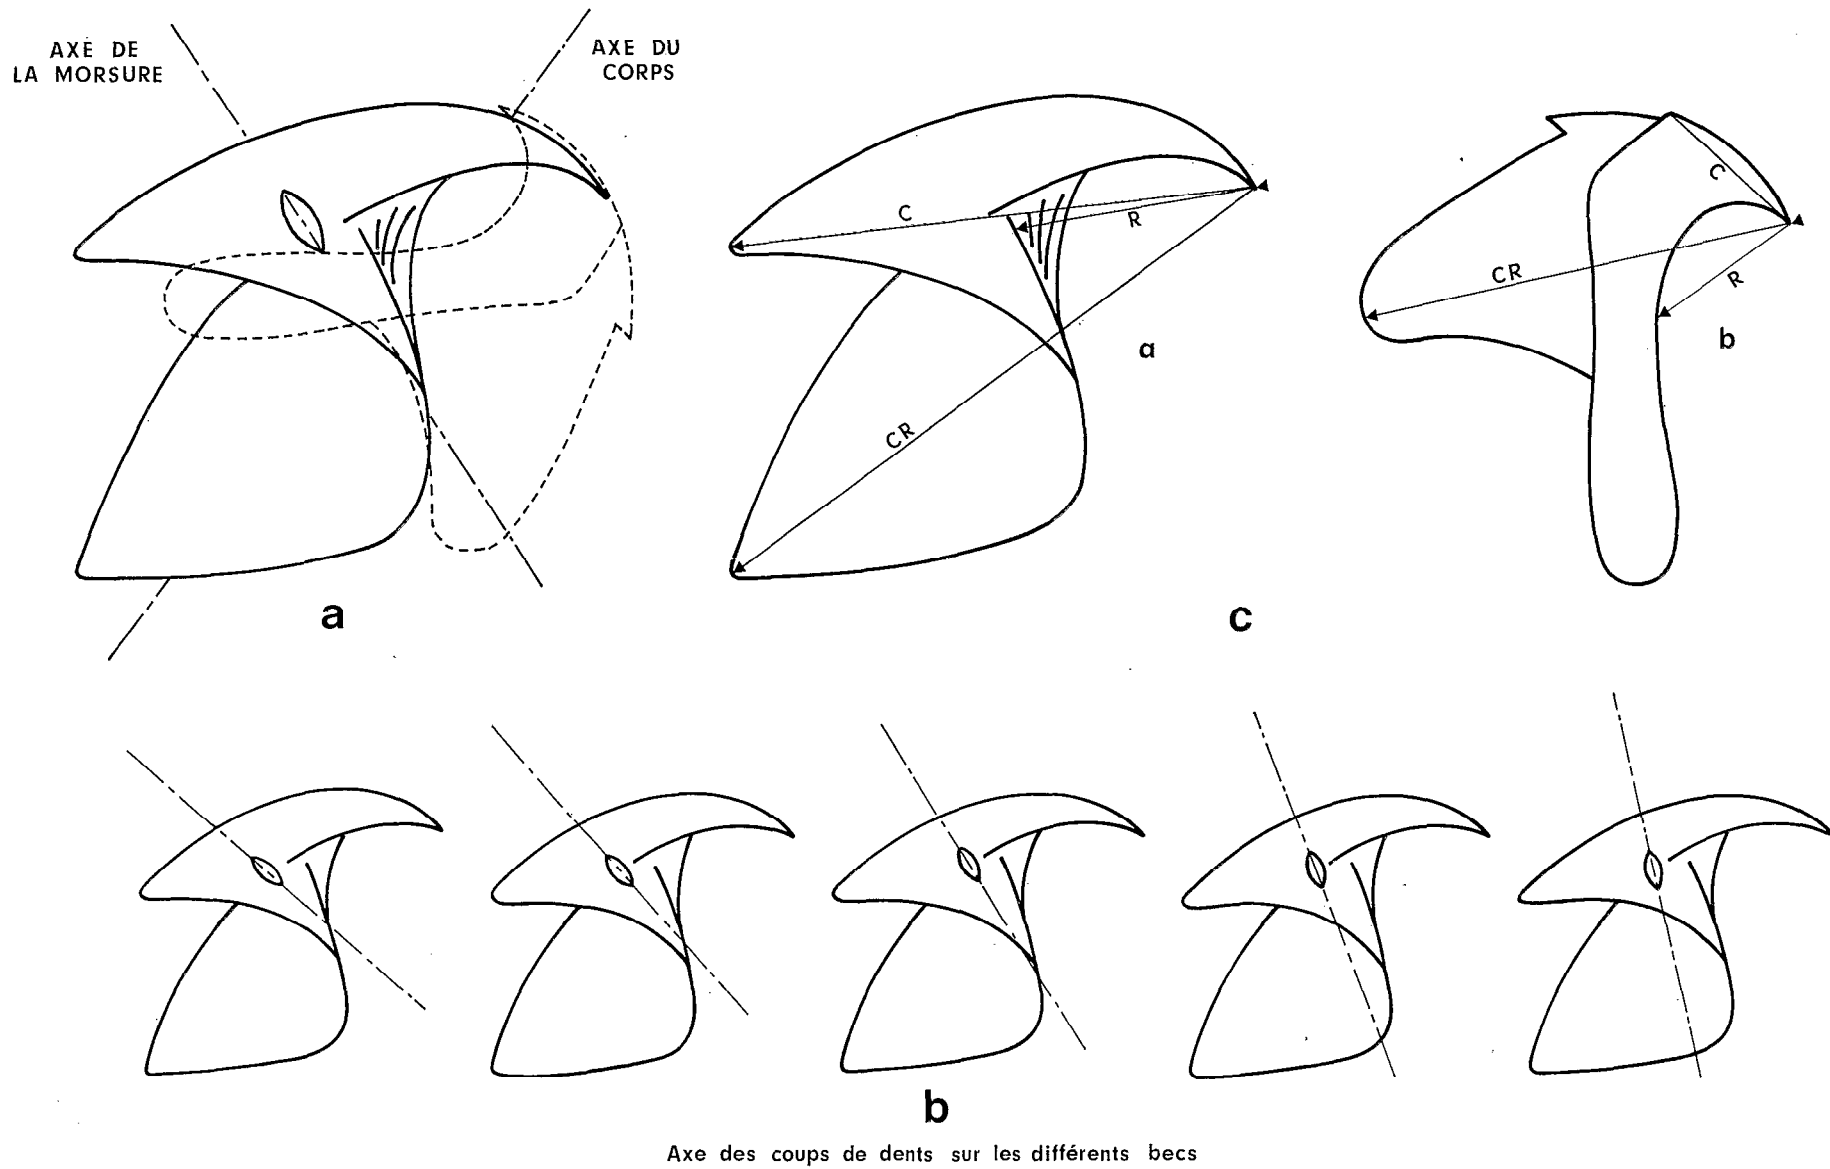 AXE DE
LA MORSURE
AXE DU
CORPS
C
R
CR
a
C
CR
R
b
a
c
b
Axe des coups de dents sur les différents becs